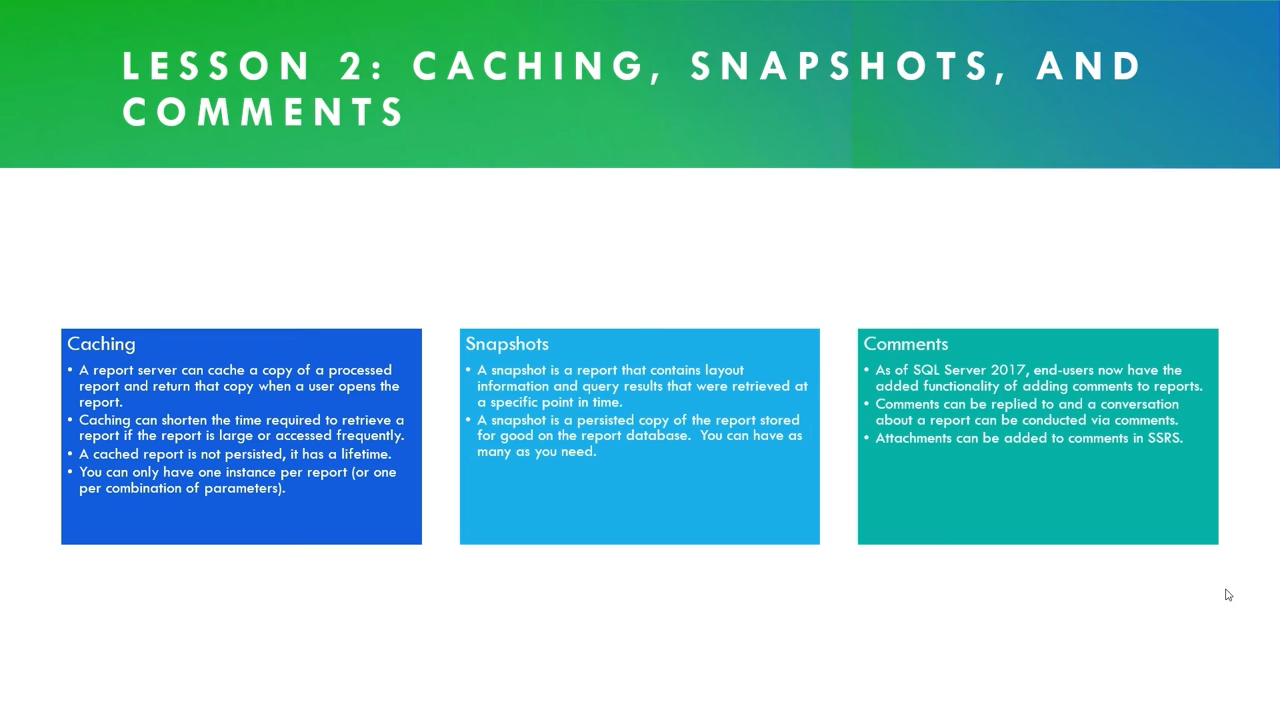 LESSON 2: CACHING, SNAPSHOTS, AND
COMMENTS
Caching
• A report server can cache a copy of a processed
report and return that copy when a user opens the
report.
• Caching can shorten the time required to retrieve a
report if the report is large or accessed frequently.
• A cached report is not persisted, it has a lifetime.
• You can only have one instance per report (or one
per combination of parameters).
Snapshots
• A snapshot is a report that contains layout
information and query results that were retrieved at
a specific point in time.
• A snapshot is a persisted copy of the report stored
for good on the report database.  You can have as
many as you need.
Comments
• As of SQL Server 2017, end-users now have the
added functionality of adding comments to reports.
• Comments can be replied to and a conversation
about a report can be conducted via comments.
• Attachments can be added to comments in SSRS.